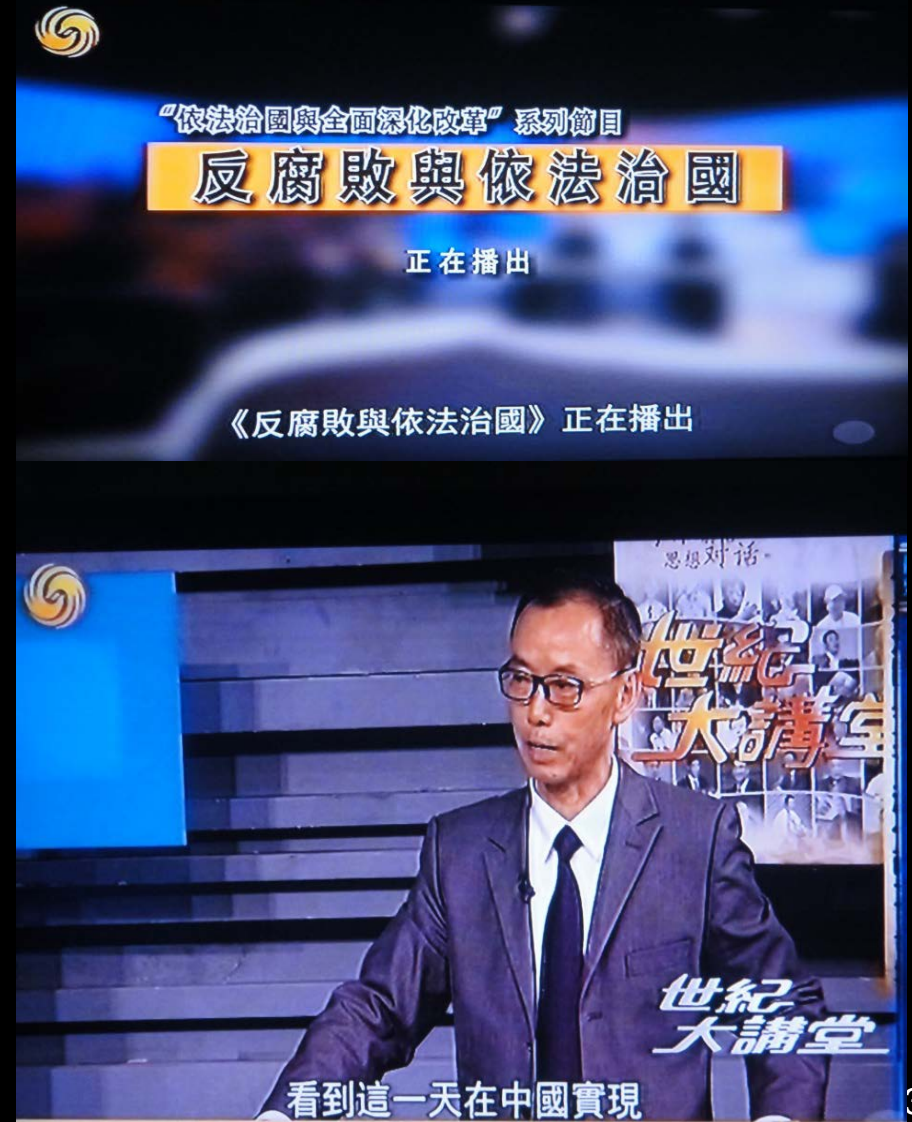 “依法治國與全面深化改革”系列節目
反腐敗與依法治國
正在播出
《反腐敗與依法治國》正在播出
思想对话
世紀
大講堂
世紀
大講堂
看到這一天在中國實現